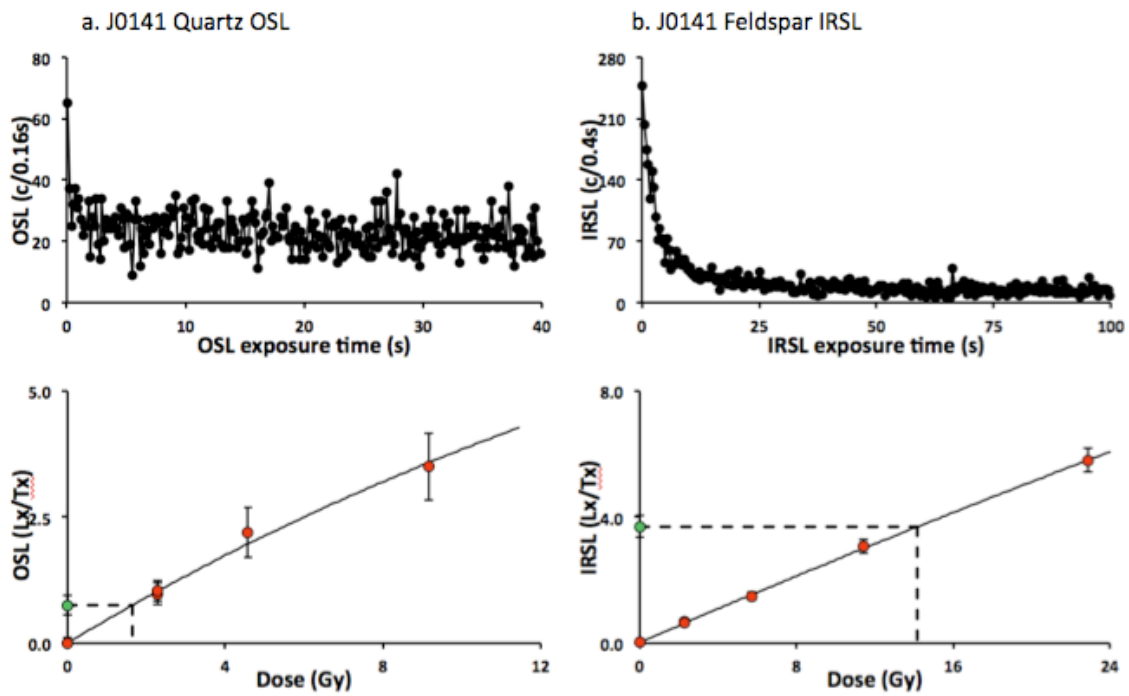 a. J0141 Quartz OSL
b. J0141 Feldspar IRSL
OSL (c/0.16s)
80
60
40
20
0
0 10 20 30 40
OSL exposure time (s)
IRSL (c/0.4s)
280
210
140
70
0
0 25 50 75 100
IRSL exposure time (s)
OSL (Lx/Tx)
5.0
2.5
0.0
0 4 8 12
Dose (Gy)
IRSL (Lx/Tx)
8.0
4.0
0.0
0 8 16 24
Dose (Gy)